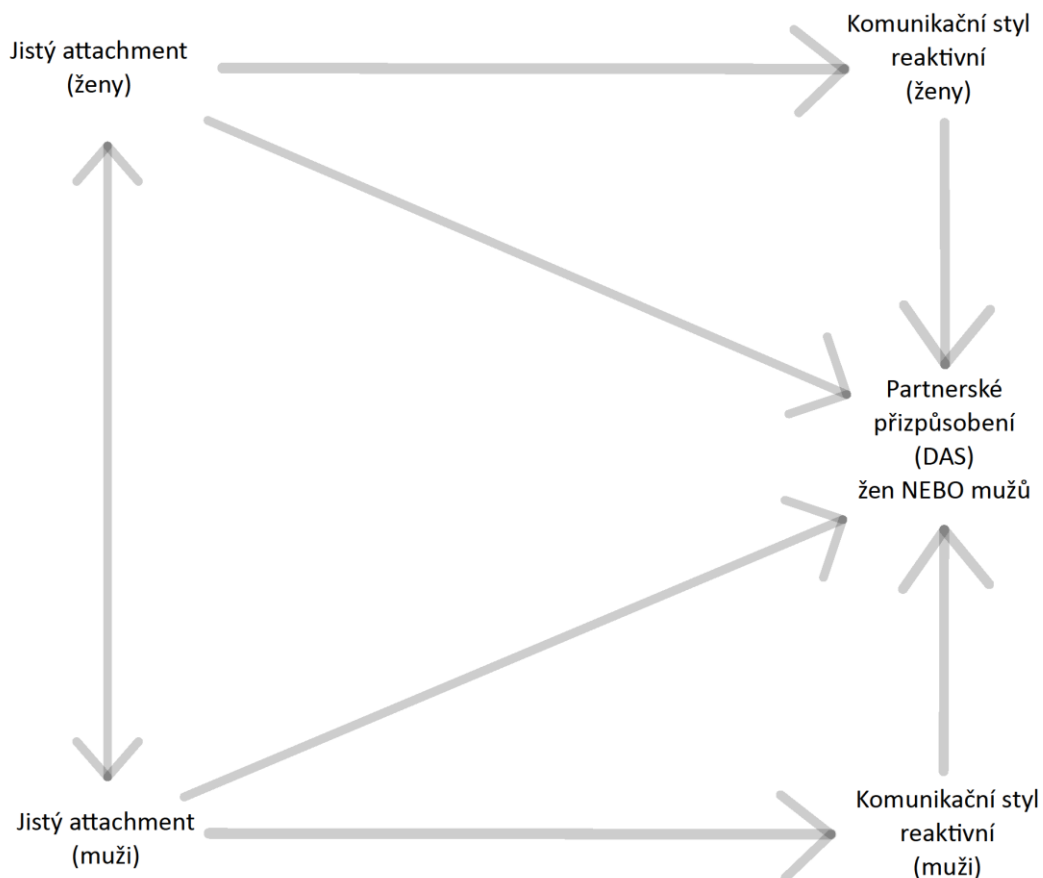 Jistý attachment
(ženy)
Komunikační styl
reaktivní
(ženy)
Partnerské
přizpůsobení
(DAS)
žen NEBO mužů
Jistý attachment
(muži)
Komunikační styl
reaktivní
(muži)